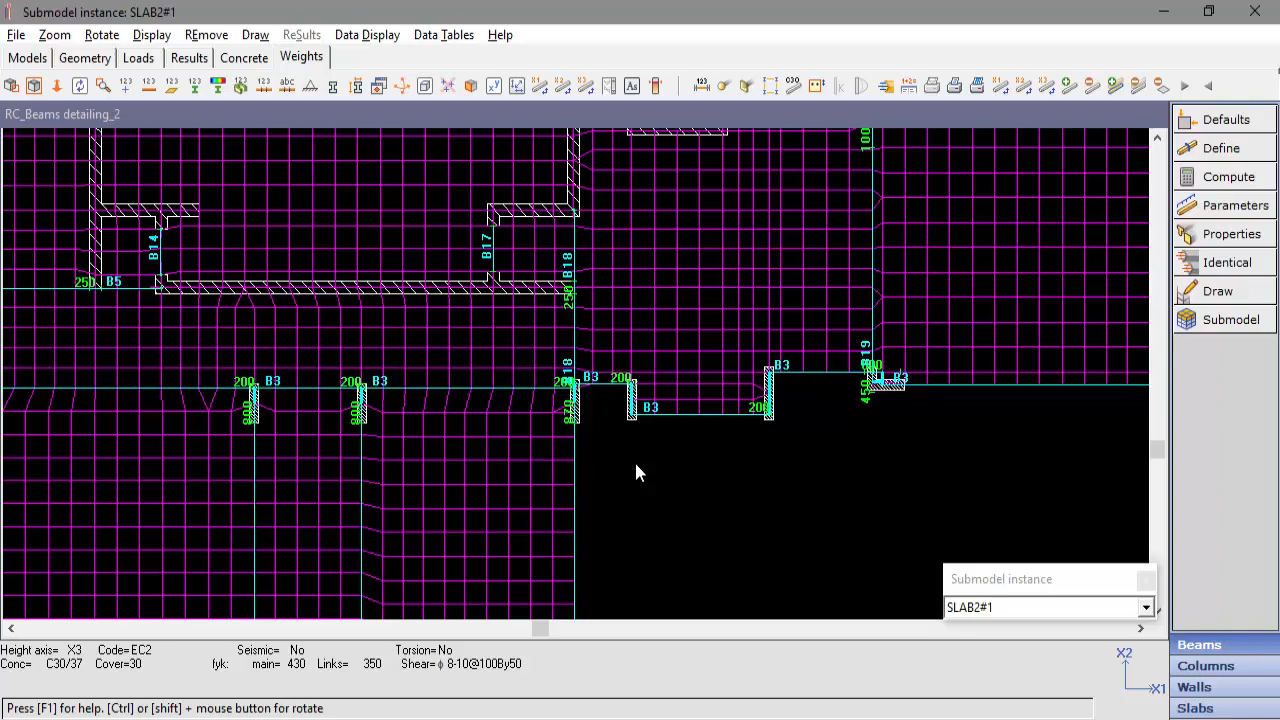 Submodel instance: SLAB2#1
File Zoom Rotate Display REmove Draw ReSults Data Display Data Tables Help
Models Geometry Loads Results Concrete Weights
RC_Beams detailing_2
Defaults
Define
Compute
Parameters
Properties
Identical
Draw
Submodel
100
B14
B17
B18
250
B5
250
B18
B19
B3
200 B3 200 B3 B3 200 B3
B3 200
800 800 870 450
Submodel instance
SLAB2#1
Height axis: X3 Code=EC2 Seismic: No Torsion=No
Conc= C30/37 Cover=30 fyk: main= 430 Links= 350 Shear=ϕ 8-10@100By50
X2
X1
Beams
Columns
Walls
Slabs
Press [F1] for help. [Ctrl] or [shift] + mouse button for rotate